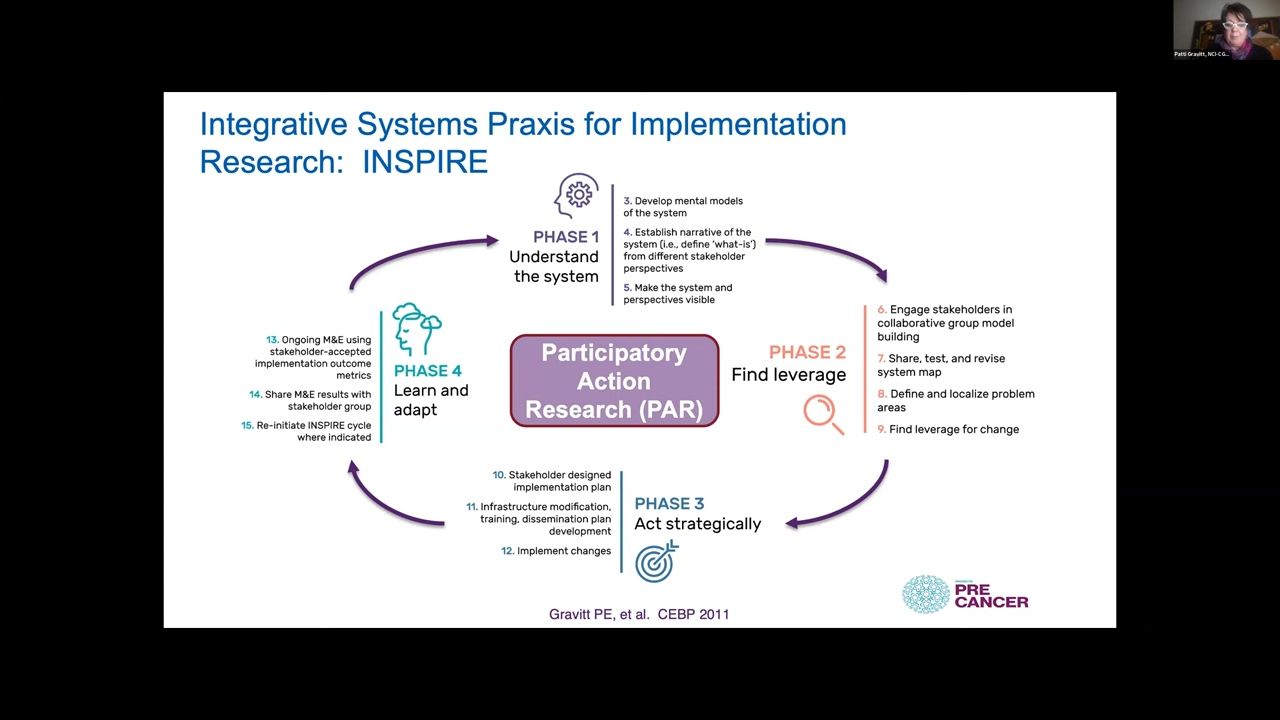 Patti Gravitt, NCI-CG...
Integrative Systems Praxis for Implementation
Research: INSPIRE
PHASE 1
Understand
the system
3. Develop mental models
of the system
4. Establish narrative of the
system (i.e., define ‘what-is’)
from different stakeholder
perspectives
5. Make the system and
perspectives visible
PHASE 2
Find leverage
6. Engage stakeholders in
collaborative group model
building
7. Share, test, and revise
system map
8. Define and localize problem
areas
9. Find leverage for change
Participatory
Action
Research (PAR)
13. Ongoing M&E using
stakeholder-accepted
implementation outcome
metrics
14. Share M&E results with
stakeholder group
15. Re-initiate INSPIRE cycle
where indicated
PHASE 4
Learn and
adapt
10. Stakeholder designed
implementation plan
11. Infrastructure modification,
training, dissemination plan
development
12. Implement changes
PHASE 3
Act strategically
PRE
CANCER
Gravitt PE, et al. CEBP 2011